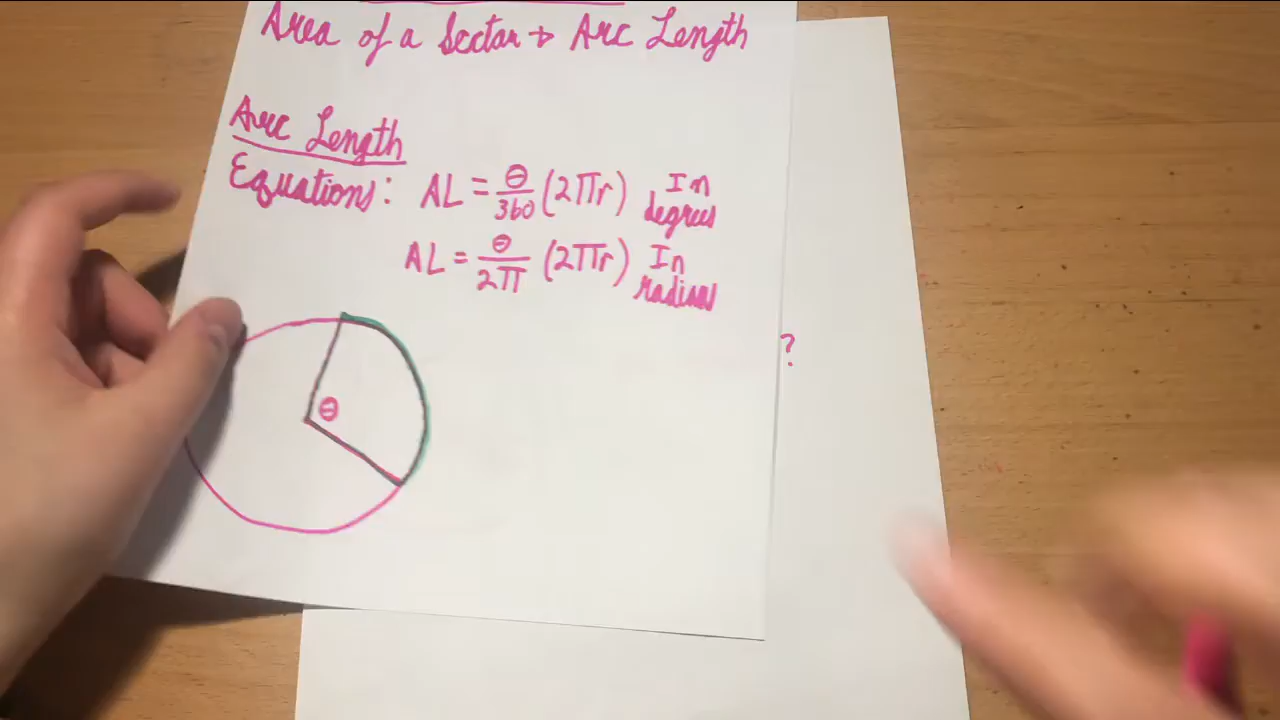 Area of a Sector + Arc Length
Arc Length
Equations: AL = θ/360 (2πr) In degrees
AL = θ/2π (2πr) In radians
θ
?